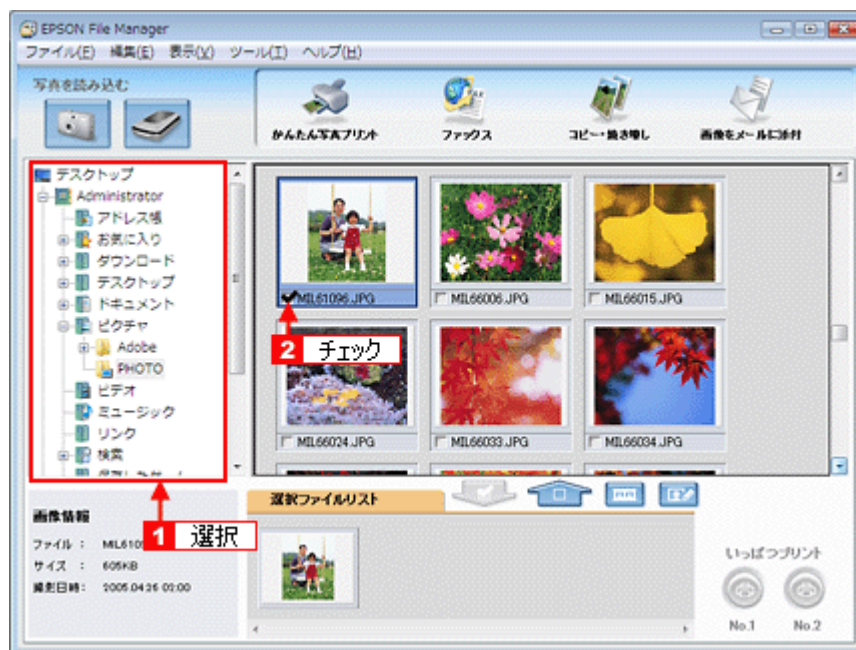 EPSON File Manager
ファイル(F) 編集(E) 表示(V) ツール(T) ヘルプ(H)
写真を読み込む
かんたん写真プリント ファックス コピー・焼き増し 画像をメールに添付
デスクトップ
Administrator
アドレス帳
お気に入り
ダウンロード
デスクトップ
ドキュメント
ピクチャ
Adobe
PHOTO
ビデオ
ミュージック
リンク
検索
MIL61096.JPG MIL66006.JPG MIL66015.JPG
2 チェック
MIL66024.JPG MIL66033.JPG MIL66034.JPG
1 選択
選択ファイルリスト
画像情報
ファイル :
サイズ : 605KB
撮影日時: 2005.04.26 02:00
いっぱつプリント
No.1 No.2